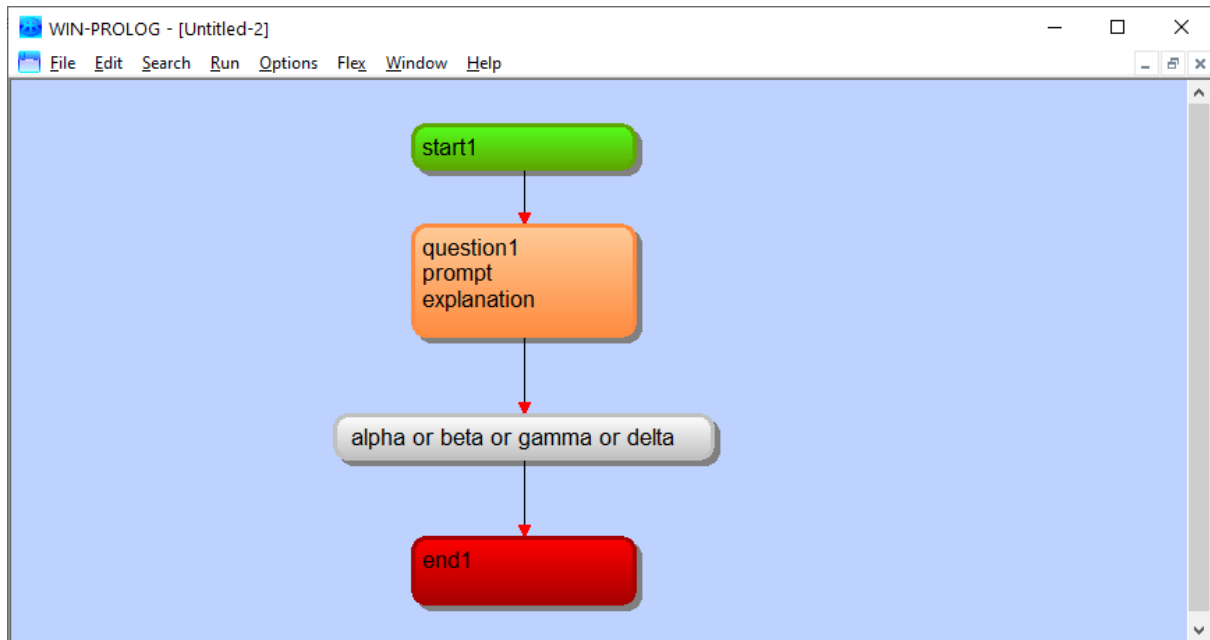 WIN-PROLOG - [Untitled-2]
File Edit Search Run Options Flex Window Help
start1
question1
prompt
explanation
alpha or beta or gamma or delta
end1